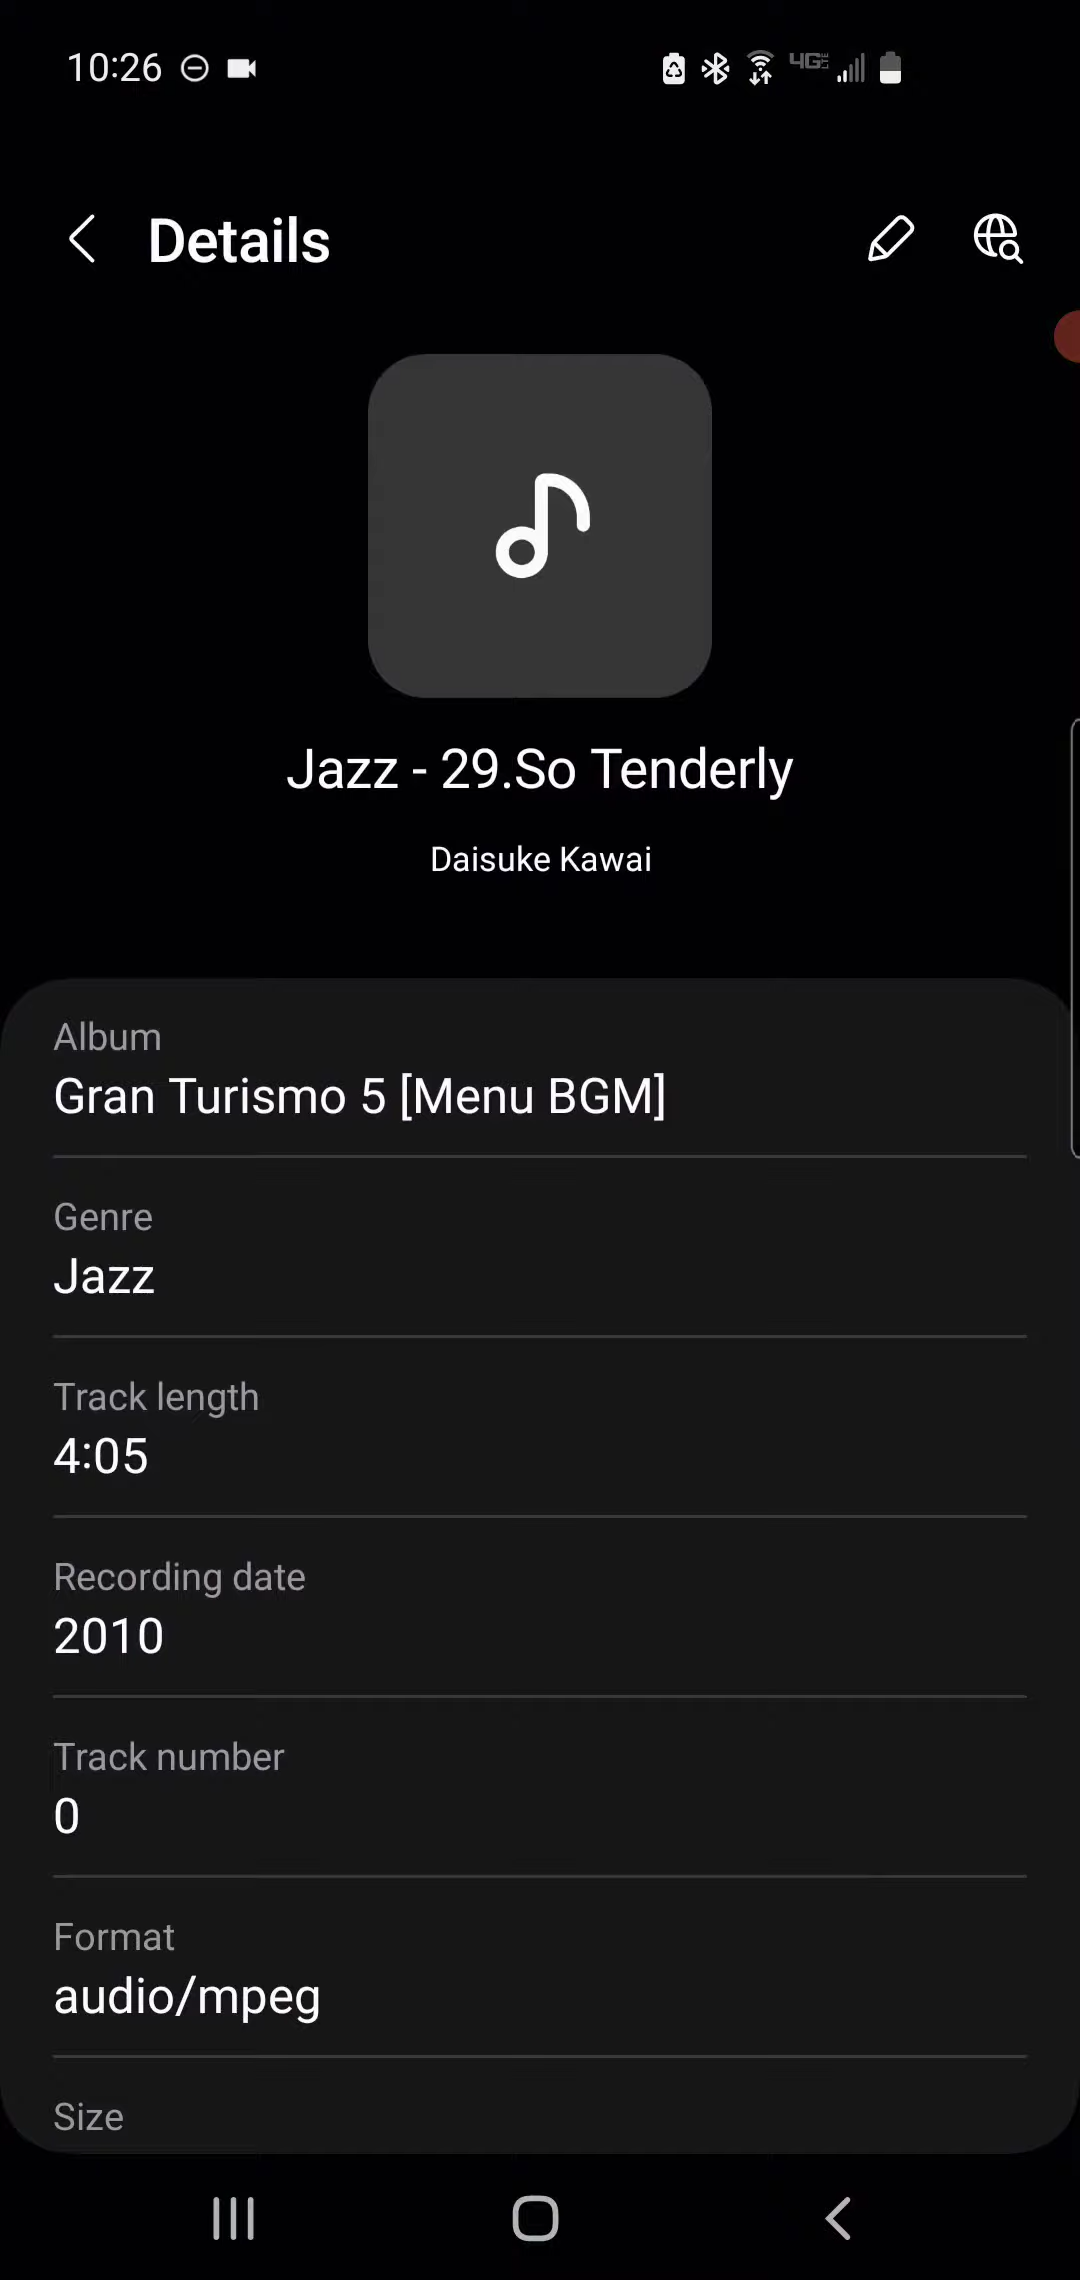 10:26
4G LTE
Details
Jazz - 29.So Tenderly
Daisuke Kawai
Album
Gran Turismo 5 [Menu BGM]
Genre
Jazz
Track length
4:05
Recording date
2010
Track number
0
Format
audio/mpeg
Size